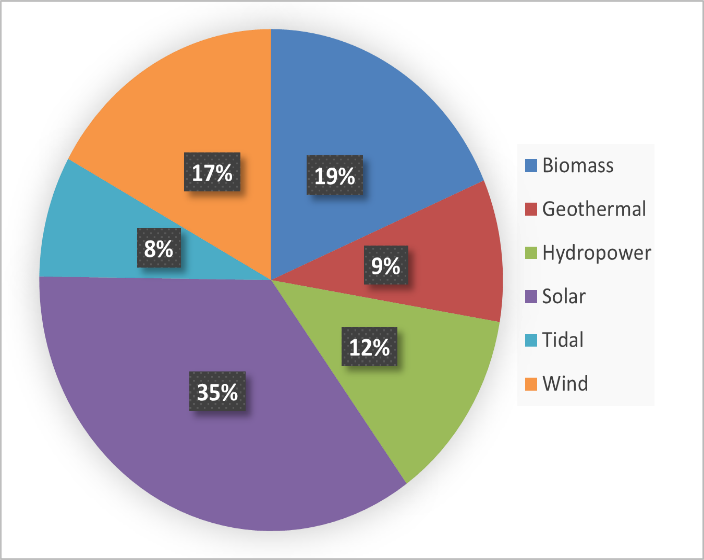 17%
19%
8%
9%
12%
35%
Biomass
Geothermal
Hydropower
Solar
Tidal
Wind